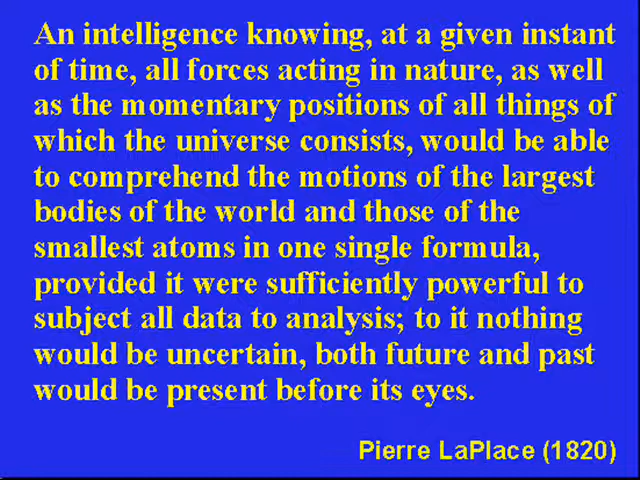 An intelligence knowing, at a given instant
of time, all forces acting in nature, as well
as the momentary positions of all things of
which the universe consists, would be able
to comprehend the motions of the largest
bodies of the world and those of the
smallest atoms in one single formula,
provided it were sufficiently powerful to
subject all data to analysis; to it nothing
would be uncertain, both future and past
would be present before its eyes.
Pierre LaPlace (1820)